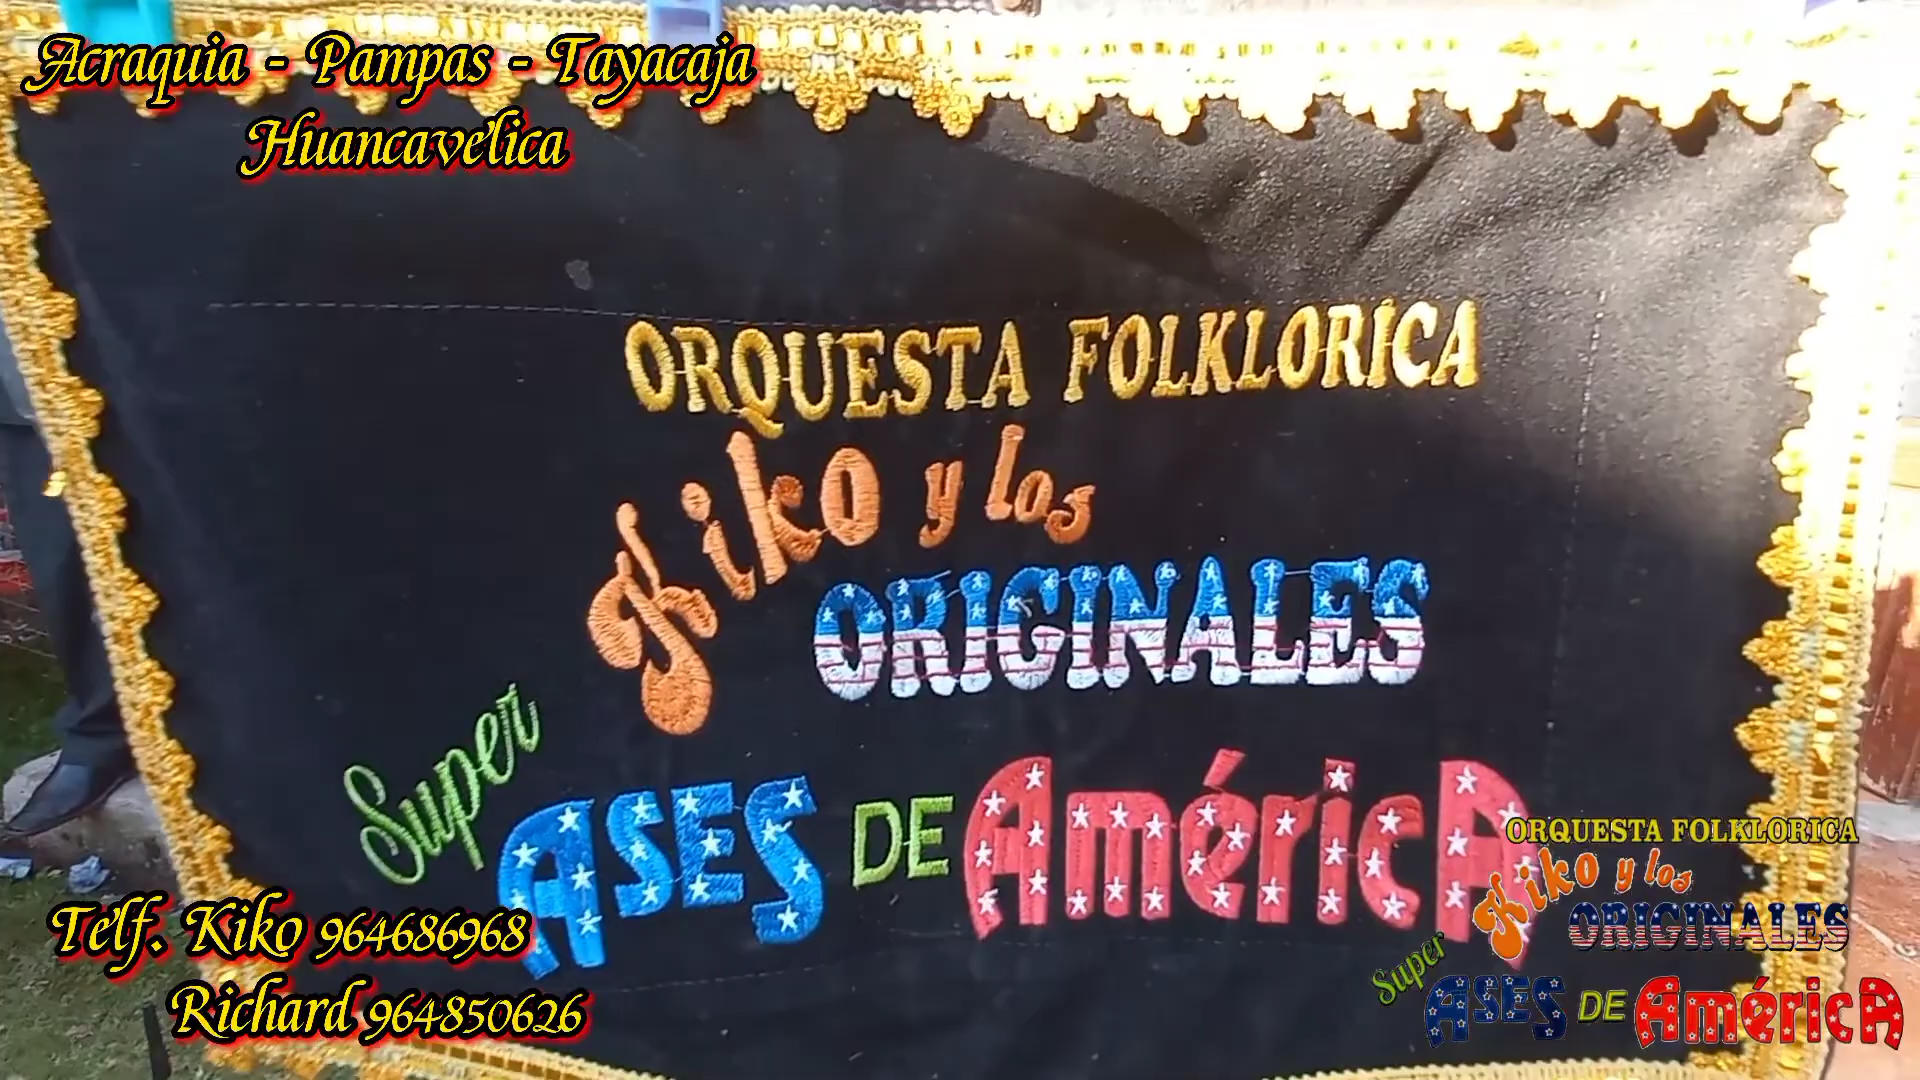 Acraquia - Pampas - Tayacaja
Huancavelica
ORQUESTA FOLKLORICA
Kiko y los
ORIGINALES
Super
ASES DE AméricA
Telf. Kiko 964686968
Richard 964850626
ORQUESTA FOLKLORICA
Kiko y los
ORIGINALES
Super
ASES DE AméricA